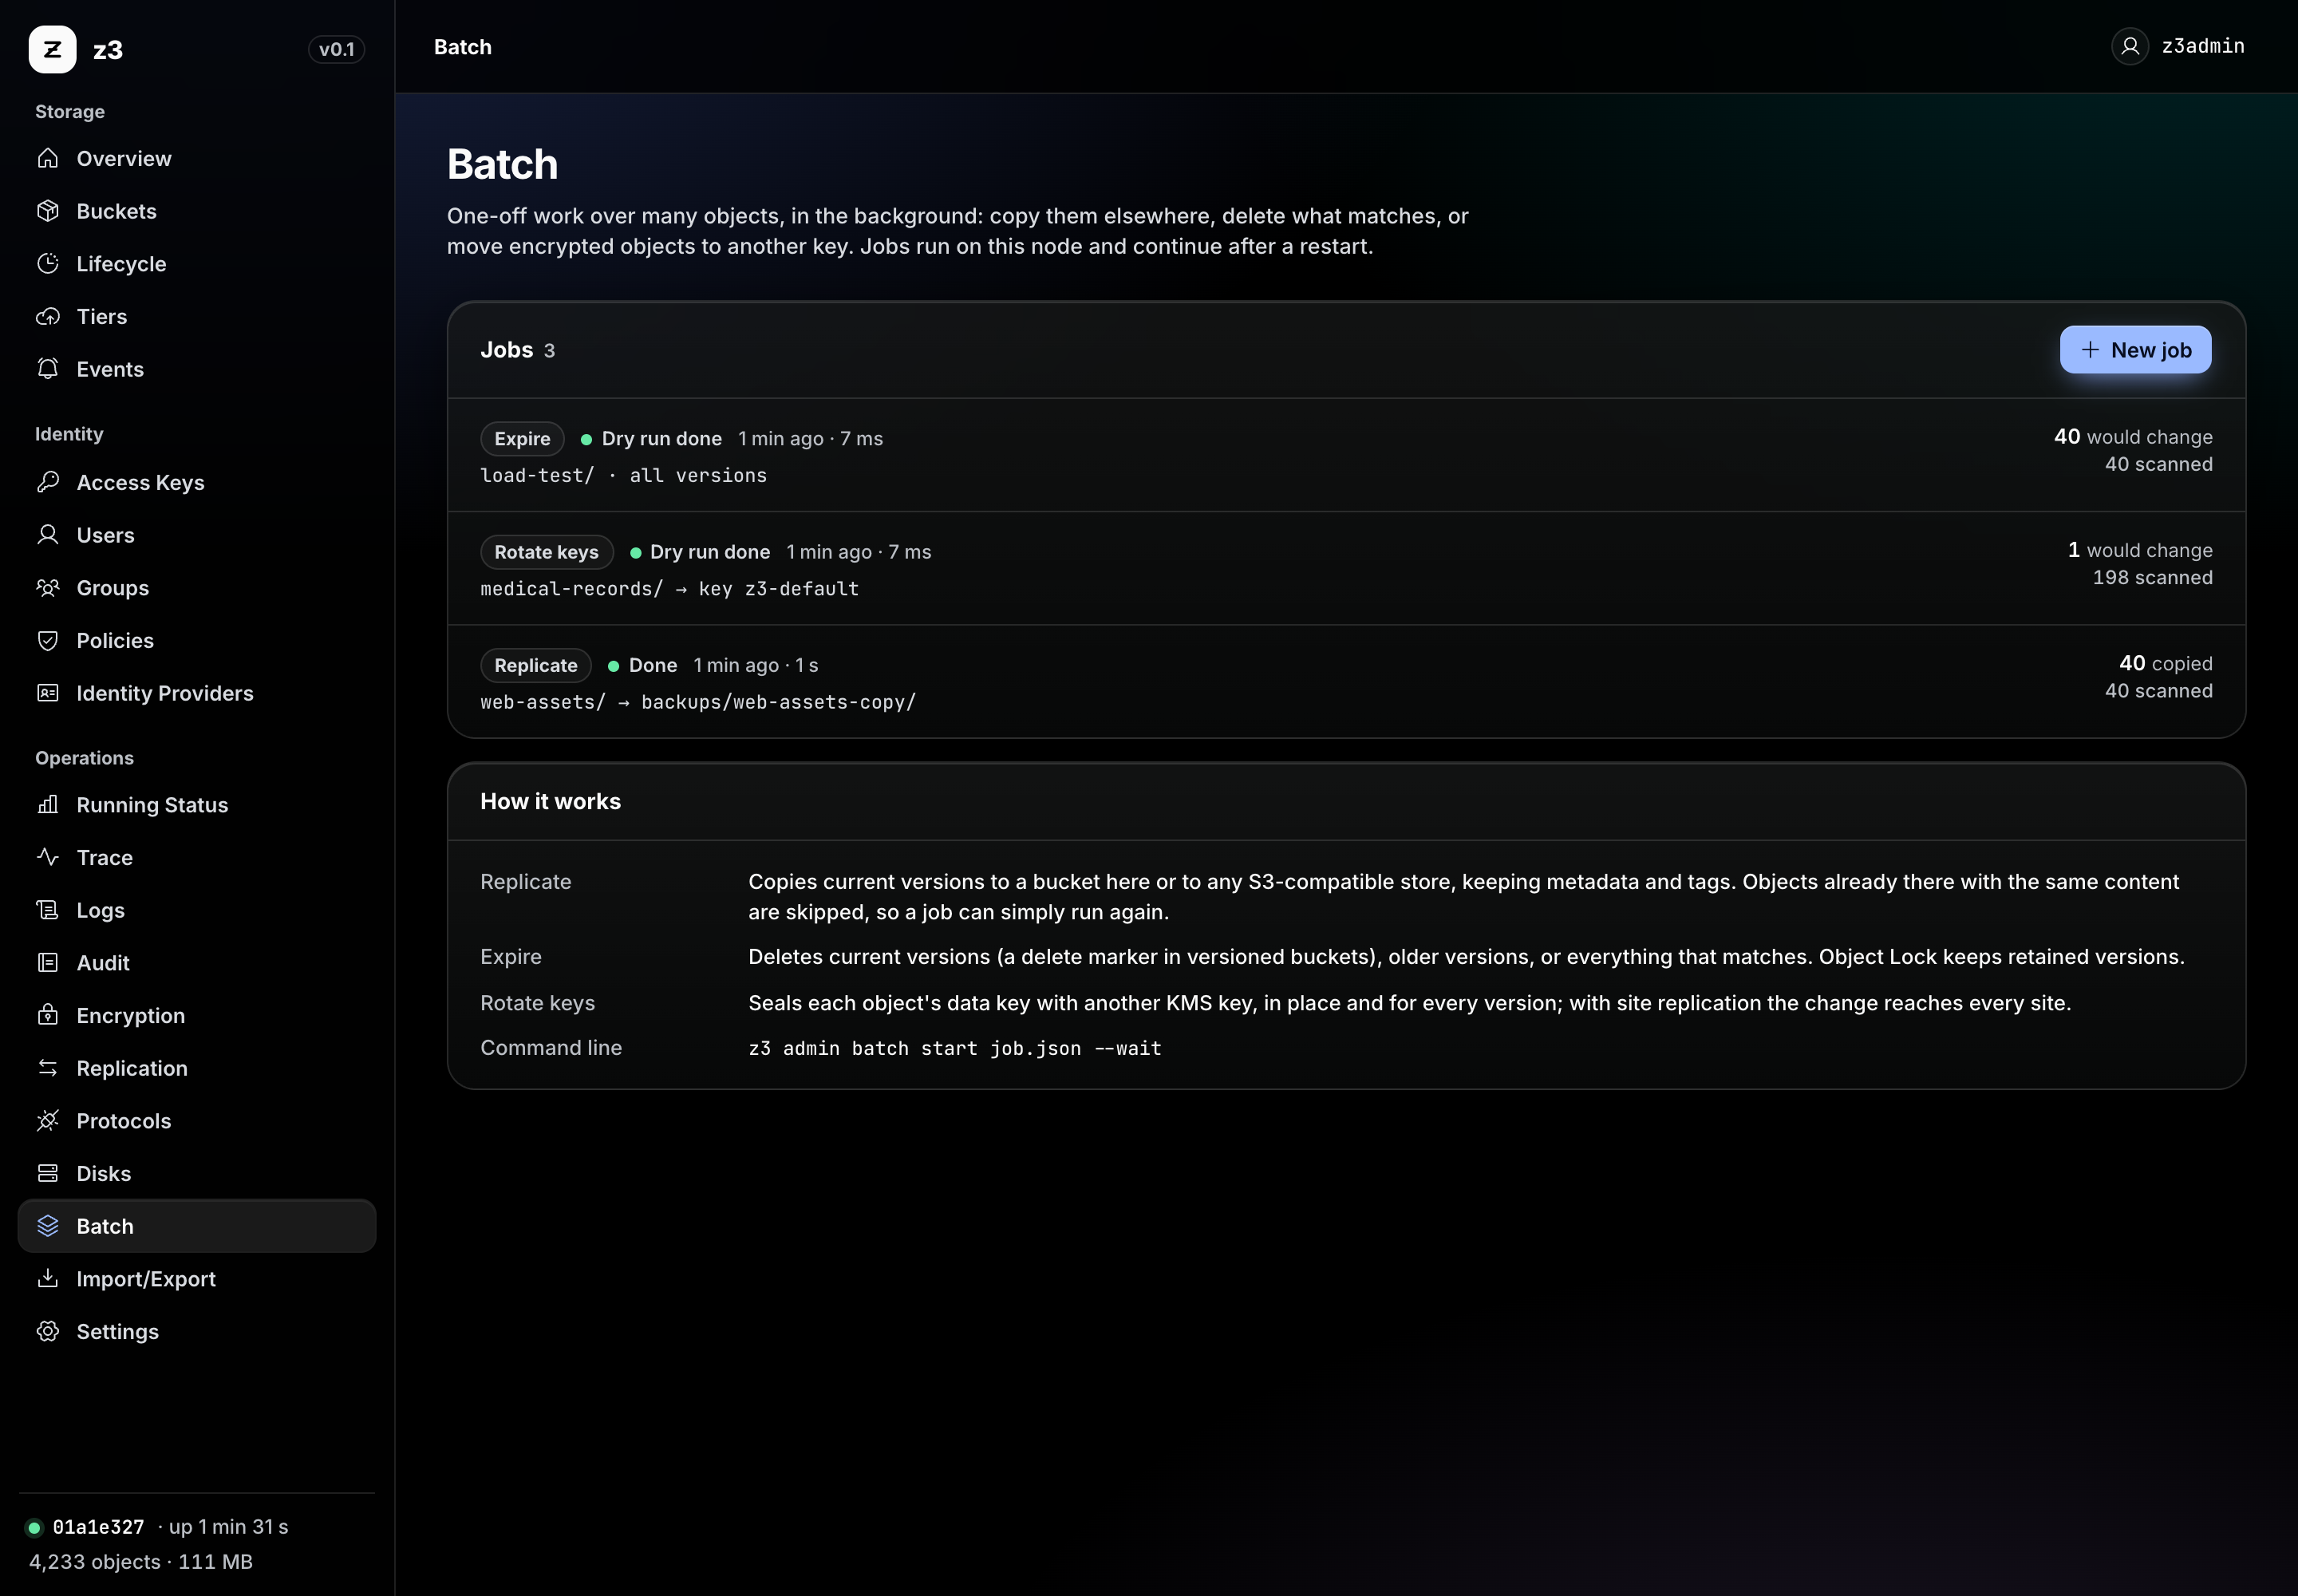 z3
v0.1
Storage
Overview
Buckets
Lifecycle
Tiers
Events
Identity
Access Keys
Users
Groups
Policies
Identity Providers
Operations
Running Status
Trace
Logs
Audit
Encryption
Replication
Protocols
Disks
Batch
Import/Export
Settings
01a1e327 · up 1 min 31 s
4,233 objects · 111 MB
Batch
z3admin
Batch
One-off work over many objects, in the background: copy them elsewhere, delete what matches, or
move encrypted objects to another key. Jobs run on this node and continue after a restart.
Jobs 3
New job
Expire Dry run done 1 min ago · 7 ms
load-test/ · all versions
40 would change
40 scanned
Rotate keys Dry run done 1 min ago · 7 ms
medical-records/ → key z3-default
1 would change
198 scanned
Replicate Done 1 min ago · 1 s
web-assets/ → backups/web-assets-copy/
40 copied
40 scanned
How it works
Replicate
Copies current versions to a bucket here or to any S3-compatible store, keeping metadata and tags. Objects already there with the same content
are skipped, so a job can simply run again.
Expire
Deletes current versions (a delete marker in versioned buckets), older versions, or everything that matches. Object Lock keeps retained versions.
Rotate keys
Seals each object's data key with another KMS key, in place and for every version; with site replication the change reaches every site.
Command line
z3 admin batch start job.json --wait